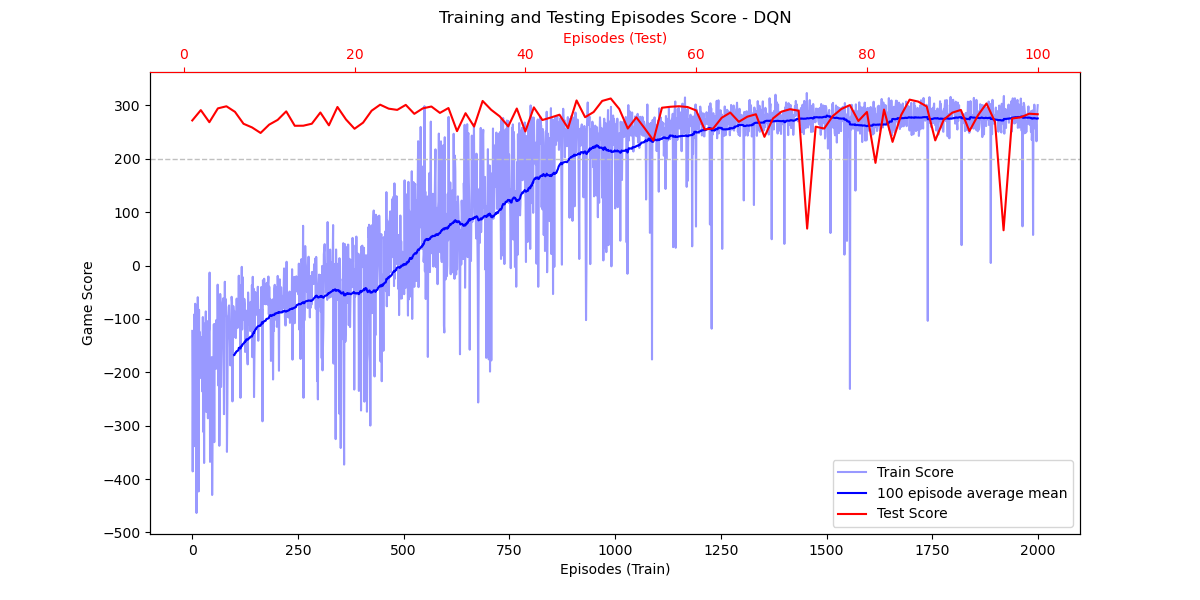 Training and Testing Episodes Score - DQN
Episodes (Test)
0 20 40 60 80 100
300
200
100
0
−100
−200
−300
−400
−500
Game Score
Train Score
100 episode average mean
Test Score
0 250 500 750 1000 1250 1500 1750 2000
Episodes (Train)